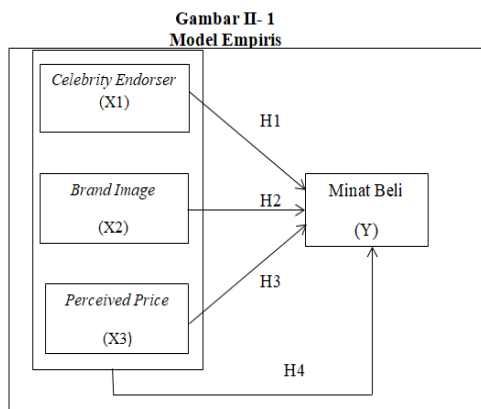 Gambar II- 1
Model Empiris
Celebrity Endorser
(X1)
H1
Brand Image
(X2)
H2
Minat Beli
(Y)
Perceived Price
(X3)
H3
H4